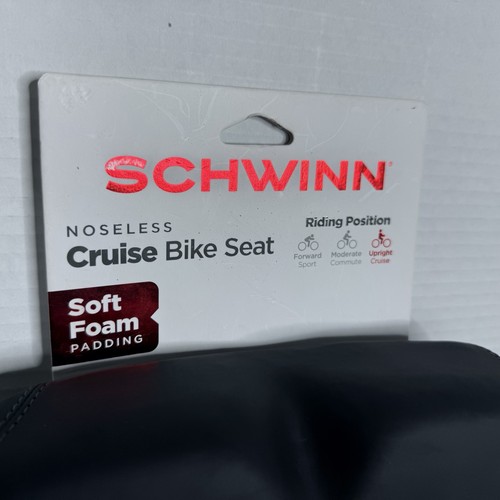 SCHWINN®
NOSELESS
Cruise Bike Seat
Riding Position
Forward
Sport
Moderate
Commute
Upright
Cruise
Soft
Foam
PADDING